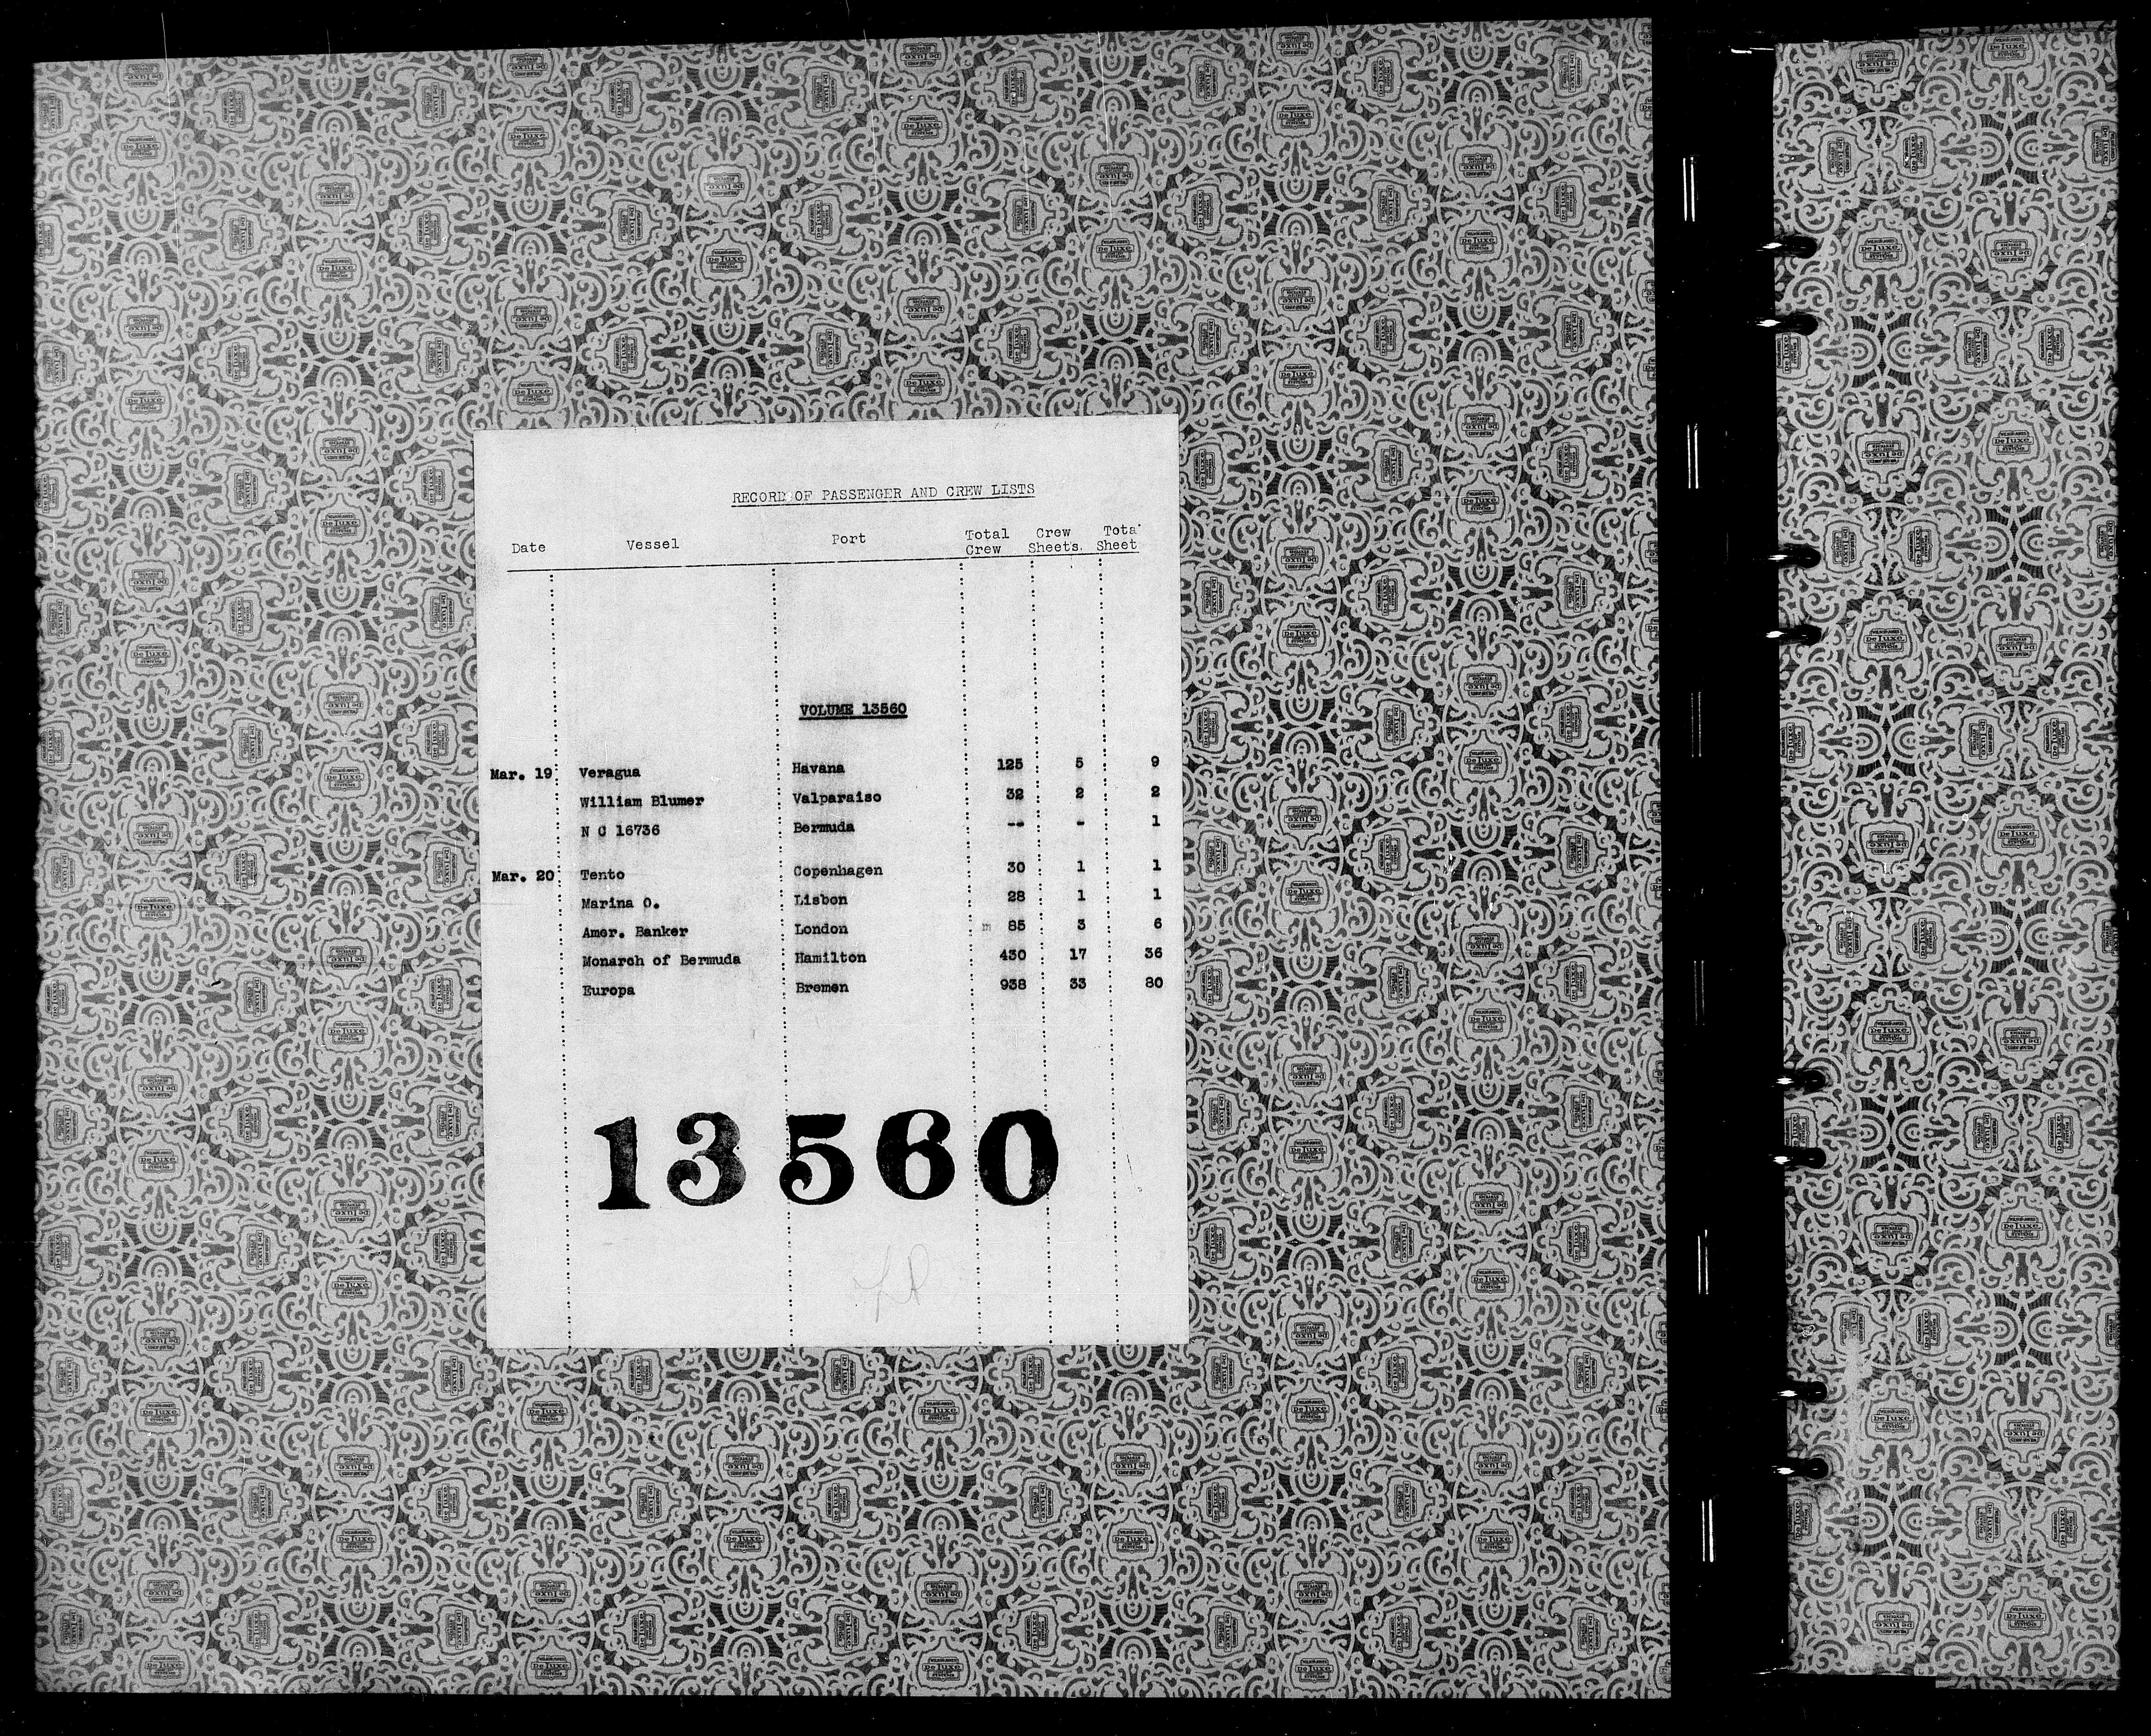 RECORD OF PASSENGER AND CREW LISTS
Date Vessel Port Total Crew Crew Sheets. Tota Sheet
VOLUME 13560
Mar. 19 Veragua Havana 125 5 9
William Blumer Valparaiso 32 2 2
N C 16736 Bermuda -- - 1
Mar. 20 Tento Copenhagen 30 1 1
Marina O. Lisbon 28 1 1
Amer. Banker London 85 3 6
Monarch of Bermuda Hamilton 430 17 36
Europa Bremen 938 33 80
13560